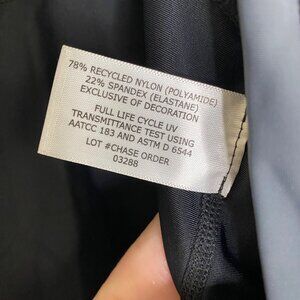 78% RECYCLED NYLON (POLYAMIDE)
22% SPANDEX (ELASTANE)
EXCLUSIVE OF DECORATION
FULL LIFE CYCLE UV
TRANSMITTANCE TEST USING
AATCC 183 AND ASTM D 6544
LOT #CHASE ORDER
03288